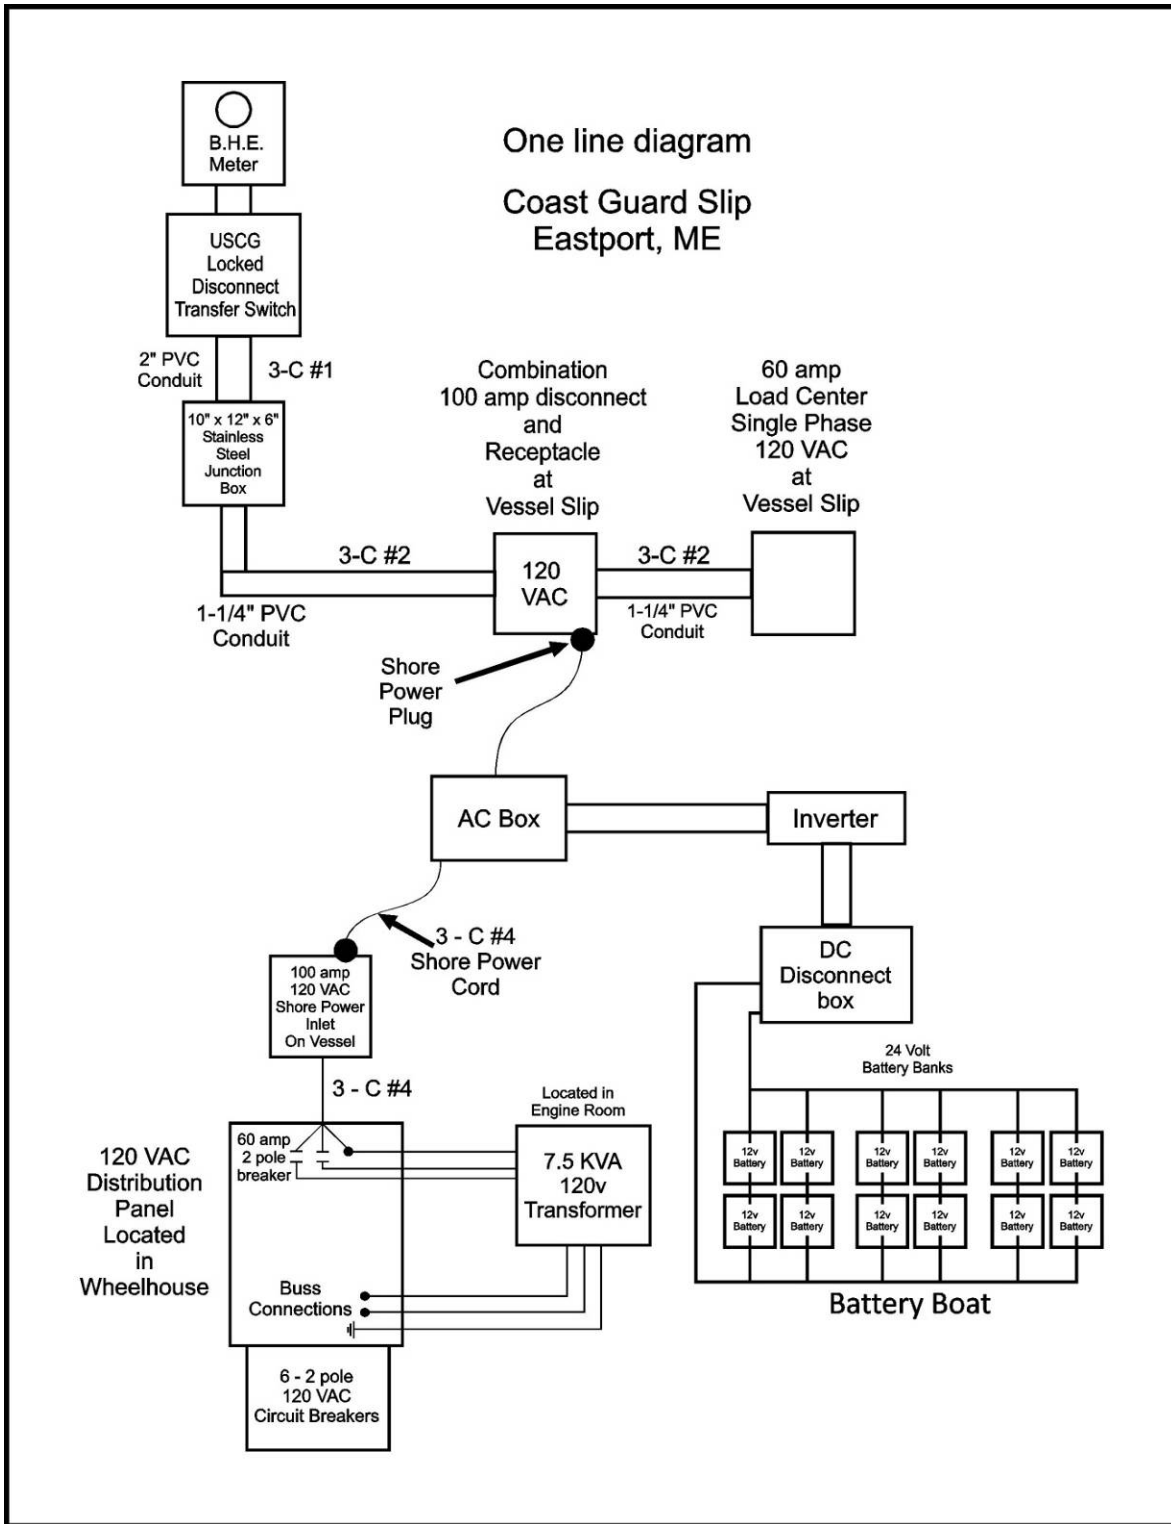 B.H.E.
Meter
One line diagram
Coast Guard Slip
Eastport, ME
USCG
Locked
Disconnect
Transfer Switch
2" PVC
Conduit
3-C #1
10" x 12" x 6"
Stainless
Steel
Junction
Box
Combination
100 amp disconnect
and
Receptacle
at
Vessel Slip
60 amp
Load Center
Single Phase
120 VAC
at
Vessel Slip
3-C #2
120
VAC
3-C #2
1-1/4" PVC
Conduit
1-1/4" PVC
Conduit
Shore
Power
Plug
AC Box
Inverter
3 - C #4
Shore Power
Cord
DC
Disconnect
box
100 amp
120 VAC
Shore Power
Inlet
On Vessel
3 - C #4
24 Volt
Battery Banks
Located in
Engine Room
60 amp
2 pole
breaker
7.5 KVA
120v
Transformer
120 VAC
Distribution
Panel
Located
in
Wheelhouse
12v
Battery
12v
Battery
12v
Battery
12v
Battery
12v
Battery
12v
Battery
12v
Battery
12v
Battery
12v
Battery
12v
Battery
12v
Battery
12v
Battery
Buss
Connections
Battery Boat
6 - 2 pole
120 VAC
Circuit Breakers